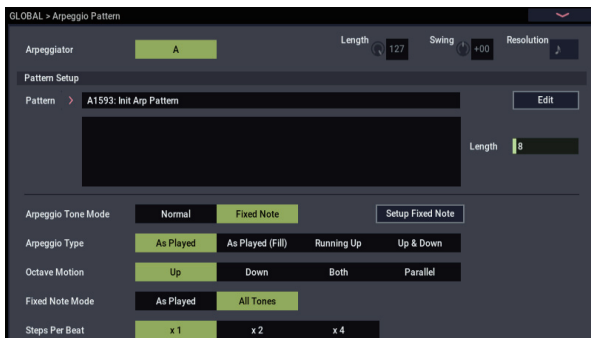 GLOBAL > Arpeggio Pattern
Arpeggiator A Length 127 Swing +00 Resolution ♪
Pattern Setup
Pattern > A1593: Init Arp Pattern Edit
Length 8
Arpeggio Tone Mode Normal Fixed Note Setup Fixed Note
Arpeggio Type As Played As Played (Fill) Running Up Up & Down
Octave Motion Up Down Both Parallel
Fixed Note Mode As Played All Tones
Steps Per Beat x 1 x 2 x 4